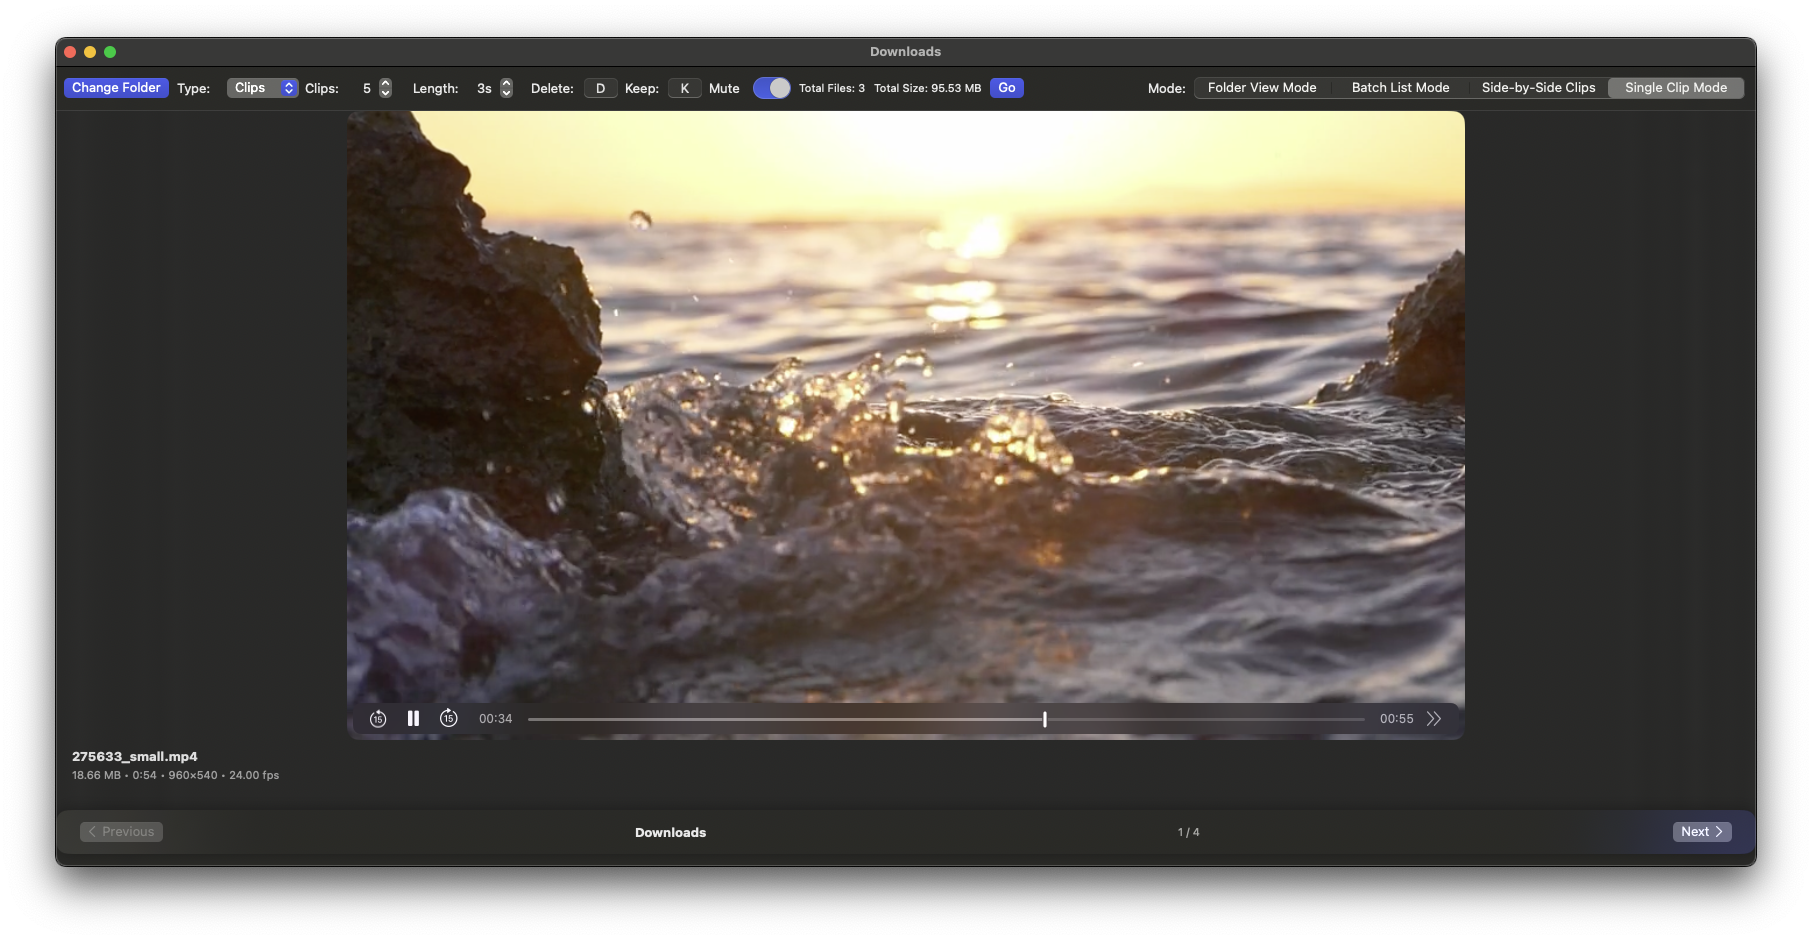 Downloads
Change Folder Type: Clips Clips: 5 Length: 3s Delete: D Keep: K Mute Total Files: 3 Total Size: 95.53 MB Go Mode: Folder View Mode Batch List Mode Side-by-Side Clips Single Clip Mode
15 15 00:34 00:55
275633_small.mp4
18.66 MB • 0:54 • 960×540 • 24.00 fps
Previous Downloads 1 / 4 Next